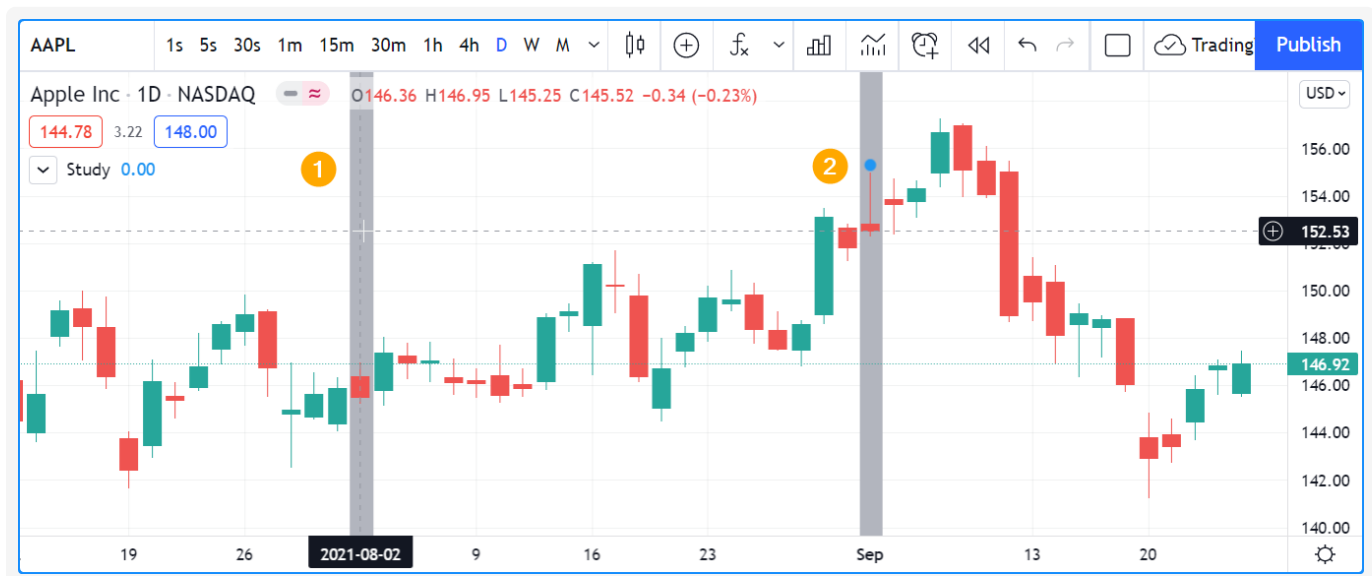 AAPL 1s 5s 30s 1m 15m 30m 1h 4h D W M fx Trading Publish
Apple Inc · 1D · NASDAQ O146.36 H146.95 L145.25 C145.52 −0.34 (−0.23%) USD
144.78 3.22 148.00
Study 0.00
1
2
156.00
154.00
152.53
152.00
150.00
148.00
146.92
146.00
144.00
142.00
140.00
19 26 2021-08-02 9 16 23 Sep 13 20